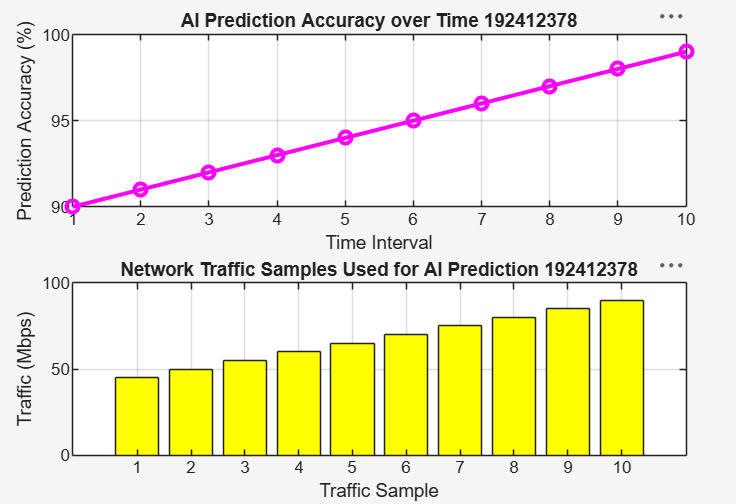 AI Prediction Accuracy over Time 192412378
Prediction Accuracy (%)
100
95
90
1 2 3 4 5 6 7 8 9 10
Time Interval
Network Traffic Samples Used for AI Prediction 192412378
Traffic (Mbps)
100
50
0
1 2 3 4 5 6 7 8 9 10
Traffic Sample